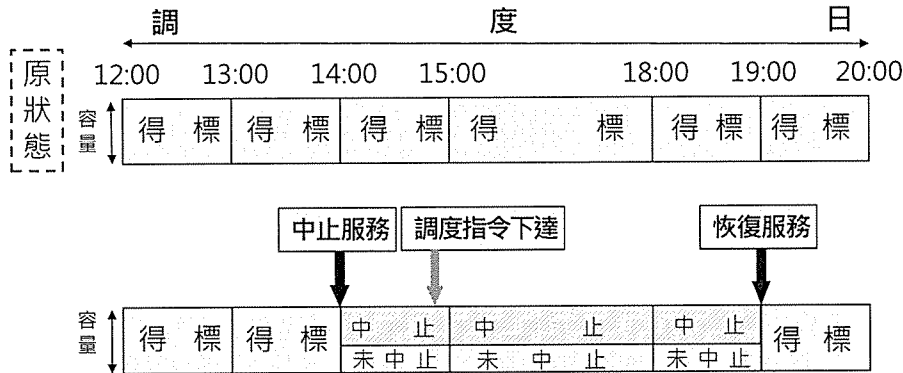 調 度 日
原狀態
12:00 13:00 14:00 15:00 18:00 19:00 20:00
容量
得 標 得 標 得 標 得 標 得 標 得 標
中止服務 調度指令下達 恢復服務
容量
得 標 得 標 中 止 中 止 中 止 得 標
未中止 未 中 止 未中止